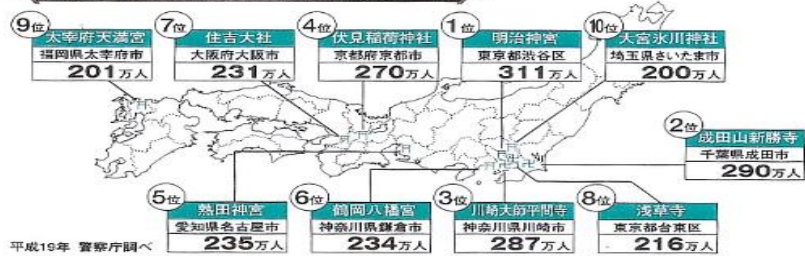 9位
太宰府天満宮
福岡県太宰府市
201万人
7位
住吉大社
大阪府大阪市
231万人
4位
伏見稲荷神社
京都府京都市
270万人
1位
明治神宮
東京都渋谷区
311万人
10位
大宮氷川神社
埼玉県さいたま市
200万人
2位
成田山新勝寺
千葉県成田市
290万人
5位
熱田神宮
愛知県名古屋市
235万人
6位
鶴岡八幡宮
神奈川県鎌倉市
234万人
3位
川崎大師平間寺
神奈川県川崎市
287万人
8位
浅草寺
東京都台東区
216万人
平成19年 警察庁調べ